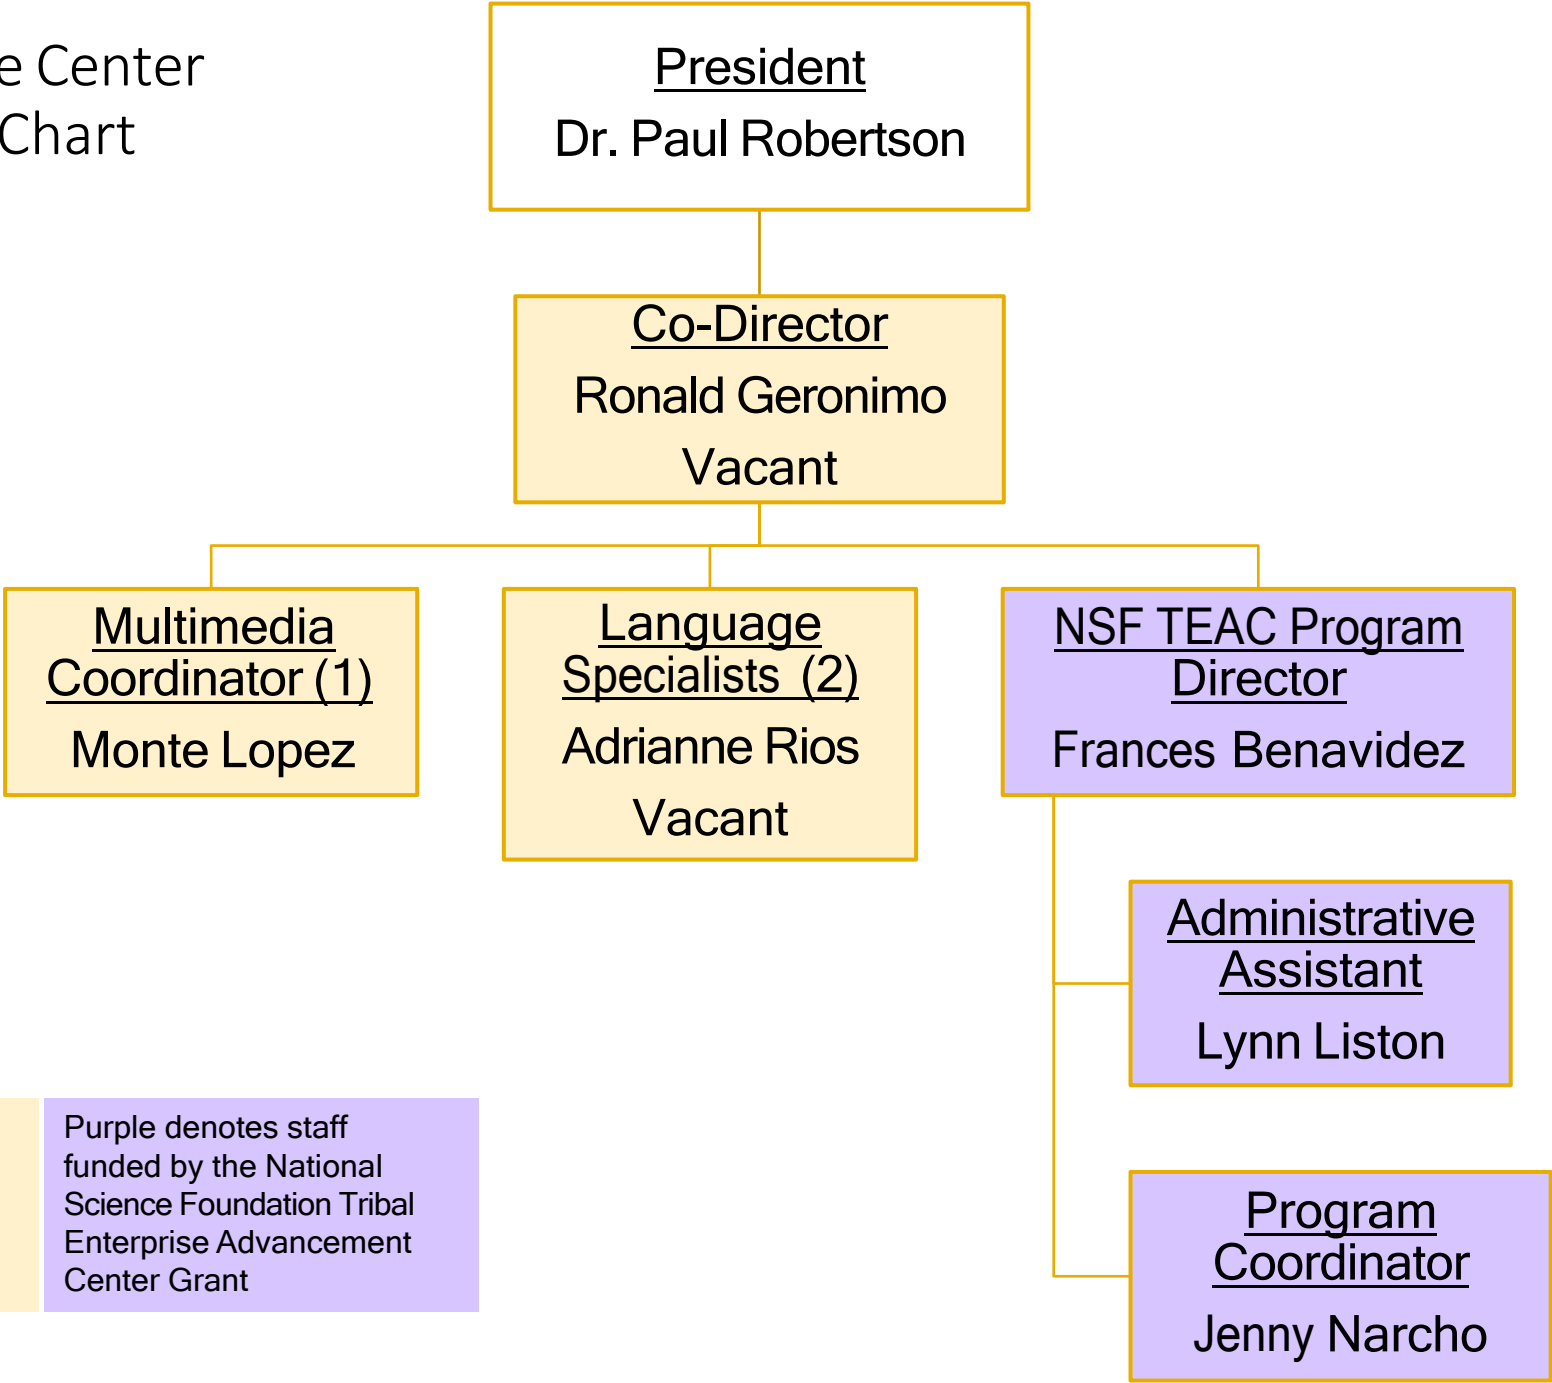 e Center
Chart
President
Dr. Paul Robertson
Co-Director
Ronald Geronimo
Vacant
Multimedia
Coordinator (1)
Monte Lopez
Language
Specialists (2)
Adrianne Rios
Vacant
NSF TEAC Program
Director
Frances Benavidez
Administrative
Assistant
Lynn Liston
Program
Coordinator
Jenny Narcho
Purple denotes staff
funded by the National
Science Foundation Tribal
Enterprise Advancement
Center Grant